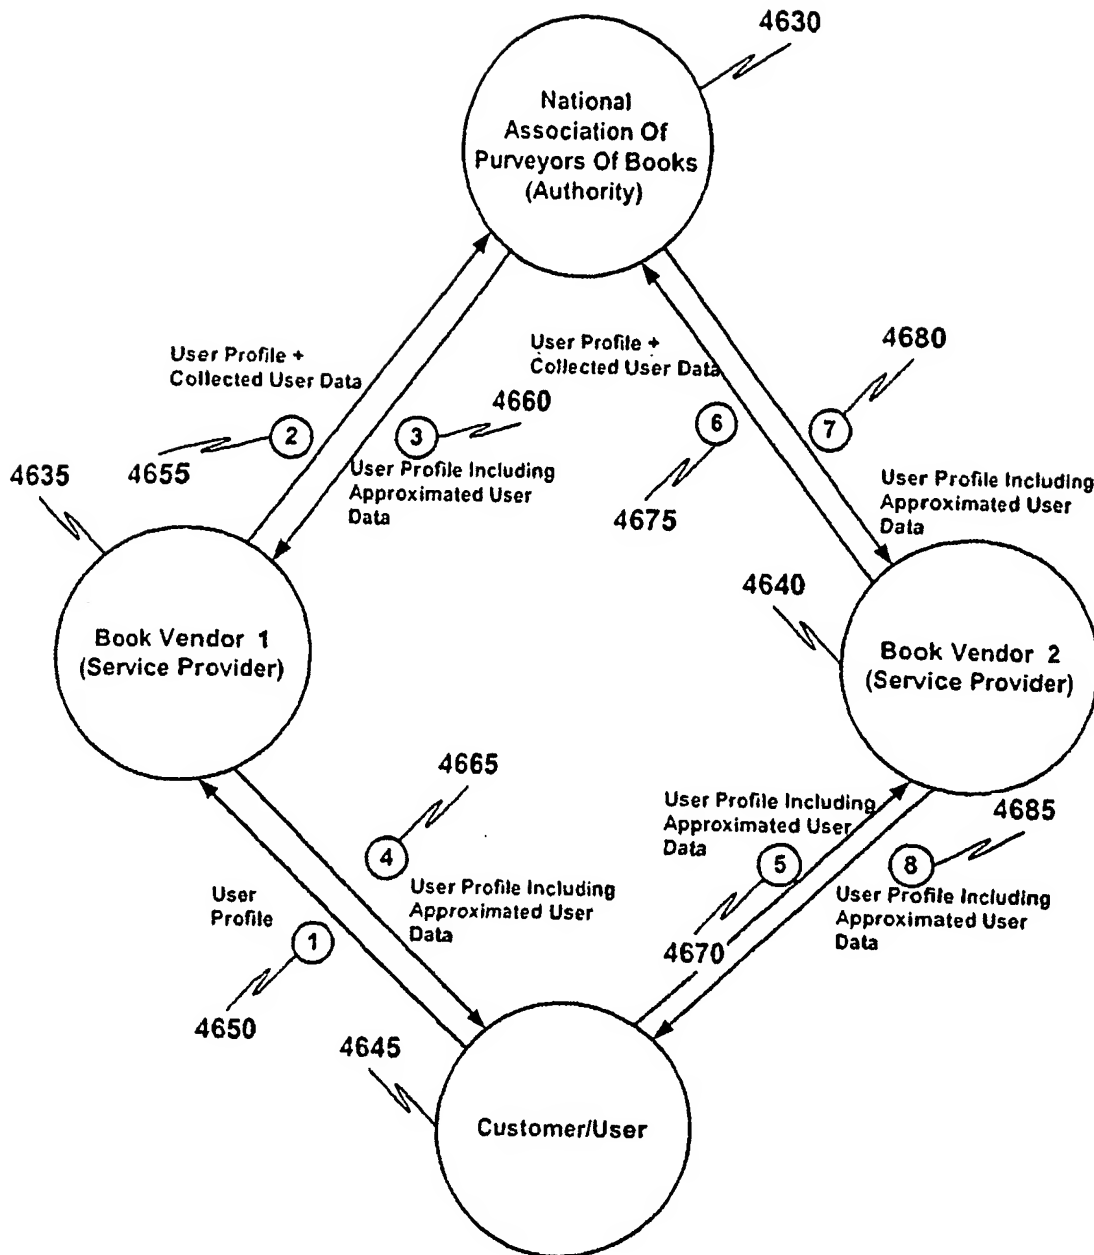 4630
National
Association Of
Purveyors Of Books
(Authority)
User Profile +
Collected User Data
2
4655
3
4660
User Profile Including
Approximated User
Data
User Profile +
Collected User Data
6
4675
4680
7
User Profile Including
Approximated User
Data
4635
Book Vendor 1
(Service Provider)
4640
Book Vendor 2
(Service Provider)
4665
4
User Profile Including
Approximated User
Data
User
Profile
1
4650
User Profile Including
Approximated User
Data
5
4670
4685
8
User Profile Including
Approximated User
Data
4645
Customer/User